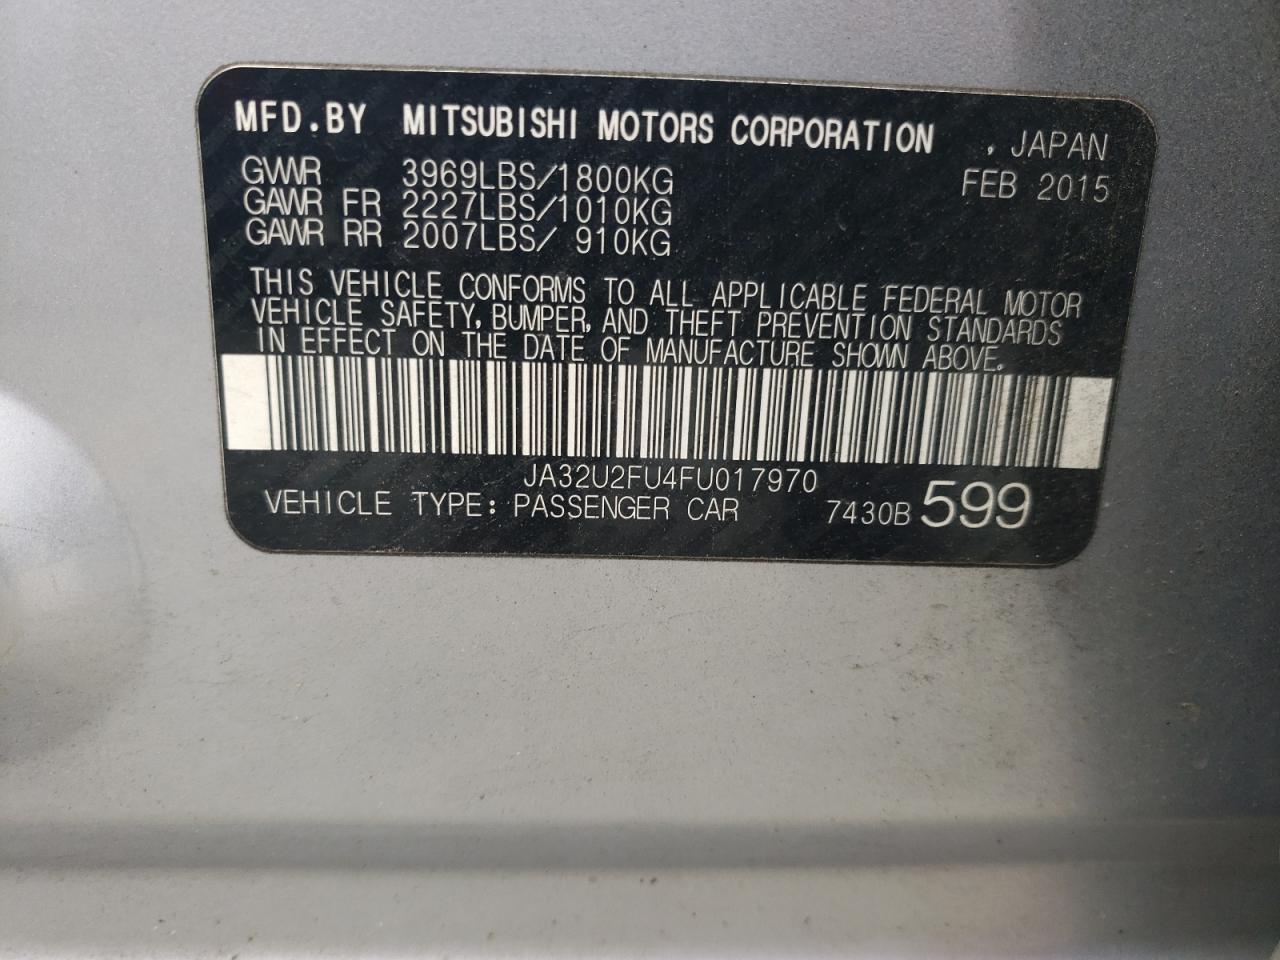 MFD.BY MITSUBISHI MOTORS CORPORATION , JAPAN
GVWR 3969LBS/1800KG FEB 2015
GAWR FR 2227LBS/1010KG
GAWR RR 2007LBS/ 910KG
THIS VEHICLE CONFORMS TO ALL APPLICABLE FEDERAL MOTOR
VEHICLE SAFETY, BUMPER, AND THEFT PREVENTION STANDARDS
IN EFFECT ON THE DATE OF MANUFACTURE SHOWN ABOVE.
JA32U2FU4FU017970
VEHICLE TYPE: PASSENGER CAR 7430B 599